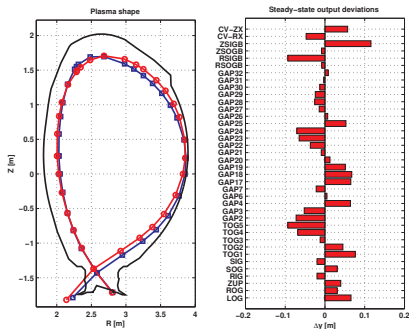 Plasma shape
2
1.5
1
0.5
0
−0.5
−1
−1.5
Z [m]
2
2.5
3
3.5
4
R [m]
Steady−state output deviations
CV−ZX
CV−RX
ZSIGB
ZSOGB
RSIGB
RSOGB
GAP32
GAP31
GAP30
GAP29
GAP28
GAP27
GAP26
GAP25
GAP24
GAP23
GAP22
GAP21
GAP20
GAP19
GAP18
GAP17
GAP7
GAP6
GAP4
GAP3
GAP2
TOG5
TOG4
TOG3
TOG2
TOG1
SIG
SOG
RIG
ZUP
ROG
LOG
−0.2
−0.1
0
0.1
0.2
Δy [m]